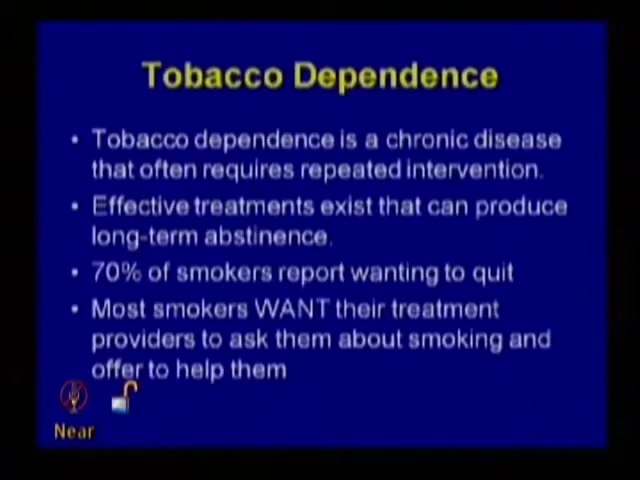 Tobacco Dependence
• Tobacco dependence is a chronic disease
that often requires repeated intervention.
• Effective treatments exist that can produce
long-term abstinence.
• 70% of smokers report wanting to quit
• Most smokers WANT their treatment
providers to ask them about smoking and
offer to help them
Near